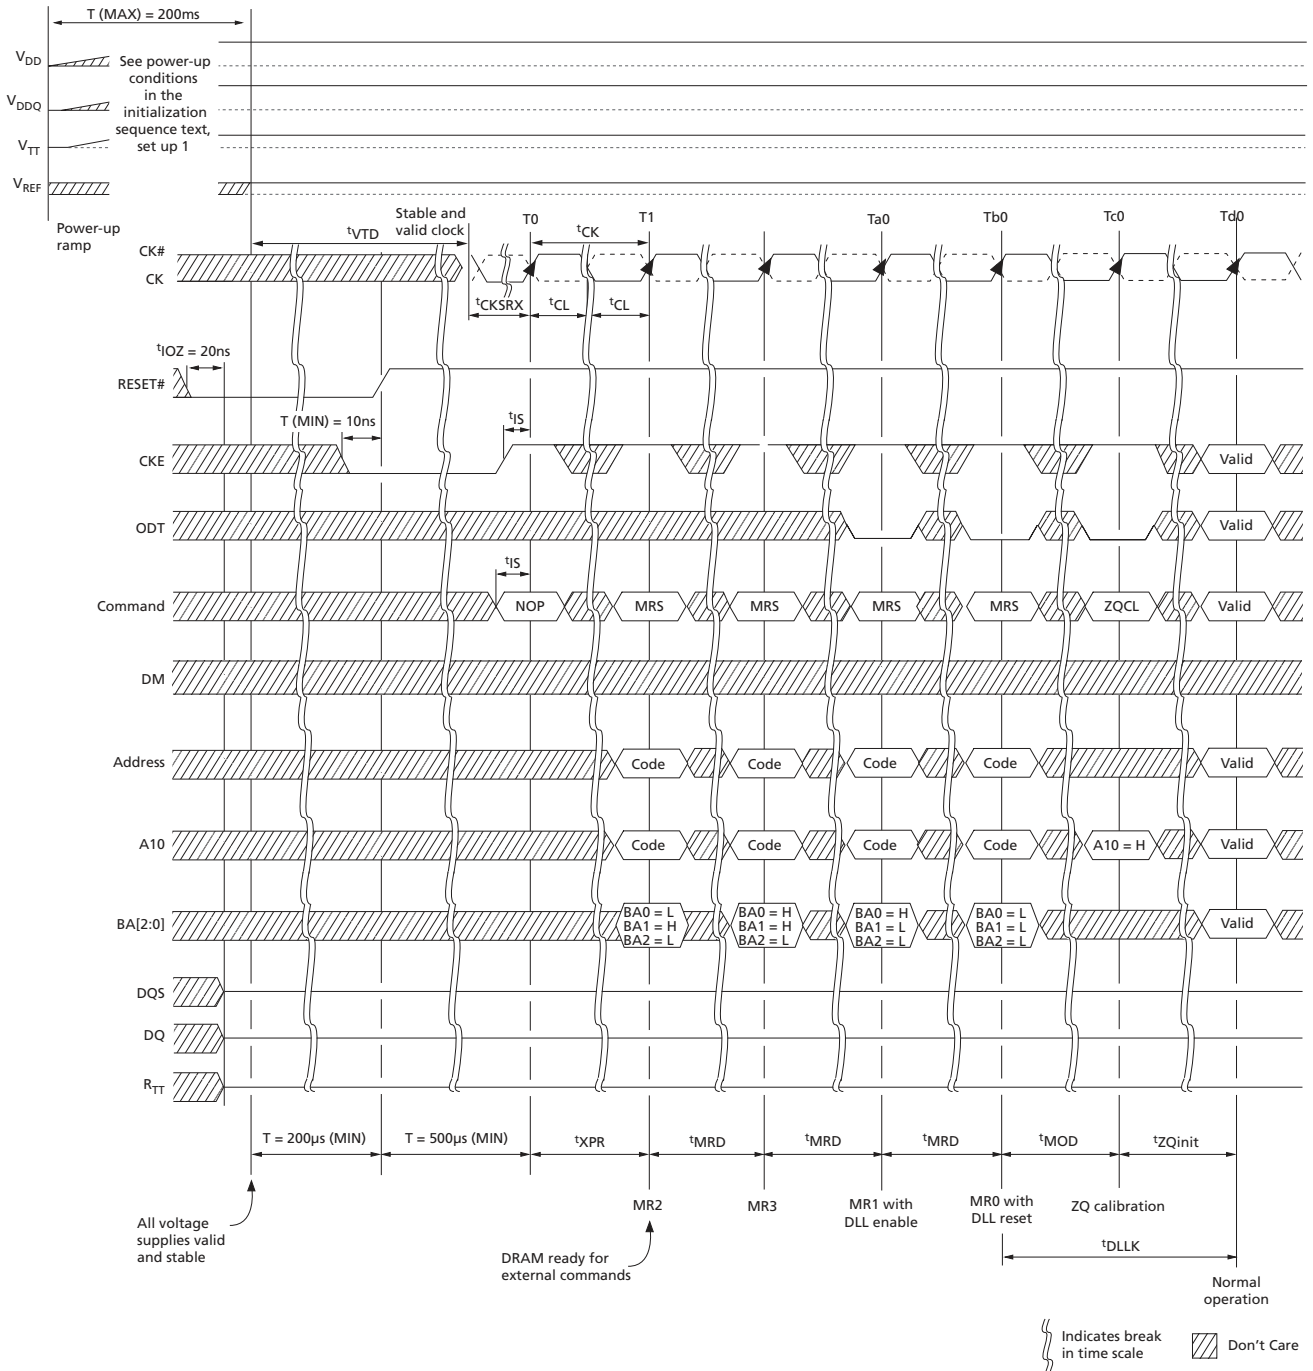 T (MAX) = 200ms
VDD
See power-up
conditions
in the
initialization
sequence text,
set up 1
VDDQ
VTT
VREF
Power-up
ramp
Stable and
valid clock
T0
T1
Ta0
Tb0
Tc0
Td0
tVTD
tCK
CK#
CK
tCKSRX
tCL
tCL
tIOZ = 20ns
RESET#
T (MIN) = 10ns
tIS
CKE
Valid
ODT
Valid
tIS
Command
NOP
MRS
MRS
MRS
MRS
ZQCL
Valid
DM
Address
Code
Code
Code
Code
Valid
A10
Code
Code
Code
Code
A10 = H
Valid
BA[2:0]
BA0 = L
BA1 = H
BA2 = L
BA0 = H
BA1 = H
BA2 = L
BA0 = H
BA1 = L
BA2 = L
BA0 = L
BA1 = L
BA2 = L
Valid
DQS
DQ
RTT
T = 200µs (MIN)
T = 500µs (MIN)
tXPR
tMRD
tMRD
tMRD
tMOD
tZQinit
All voltage
supplies valid
and stable
MR2
DRAM ready for
external commands
MR3
MR1 with
DLL enable
MR0 with
DLL reset
ZQ calibration
tDLLK
Normal
operation
Indicates break
in time scale
Don't Care